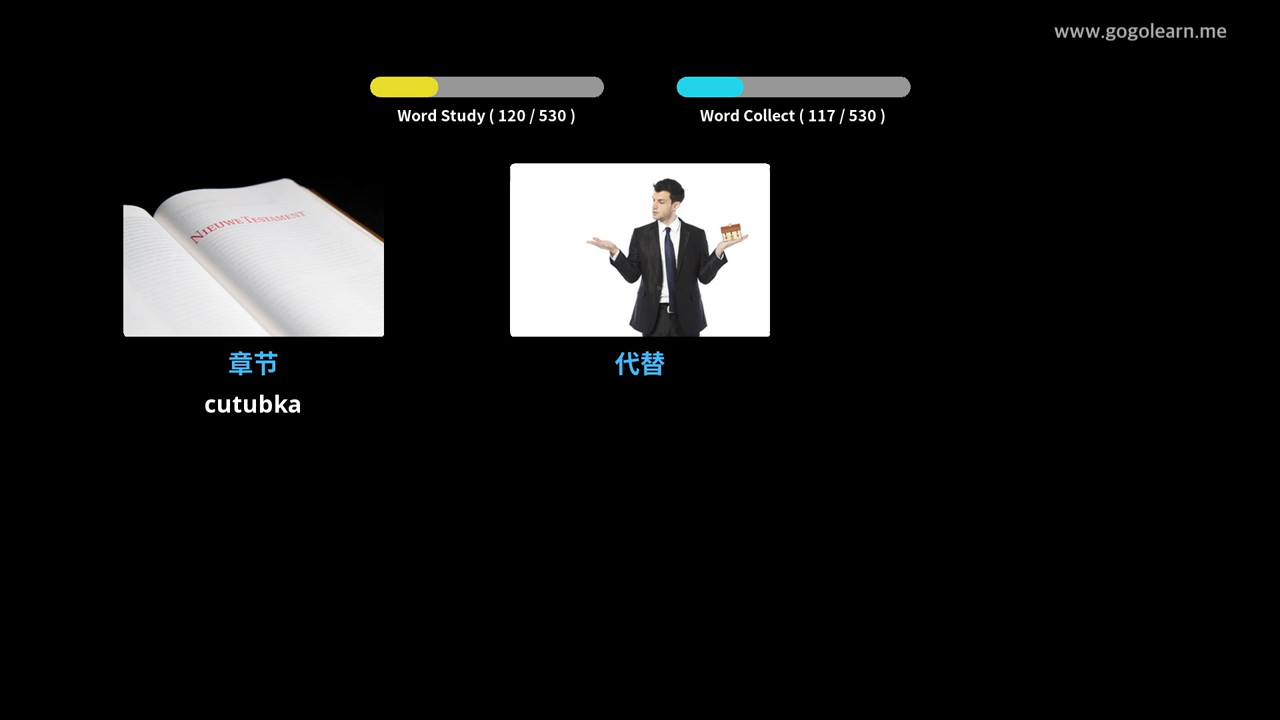 www.gogolearn.me
Word Study ( 120 / 530 )
Word Collect ( 117 / 530 )
NIEUWE TESTAMENT
章节
代替
cutubka